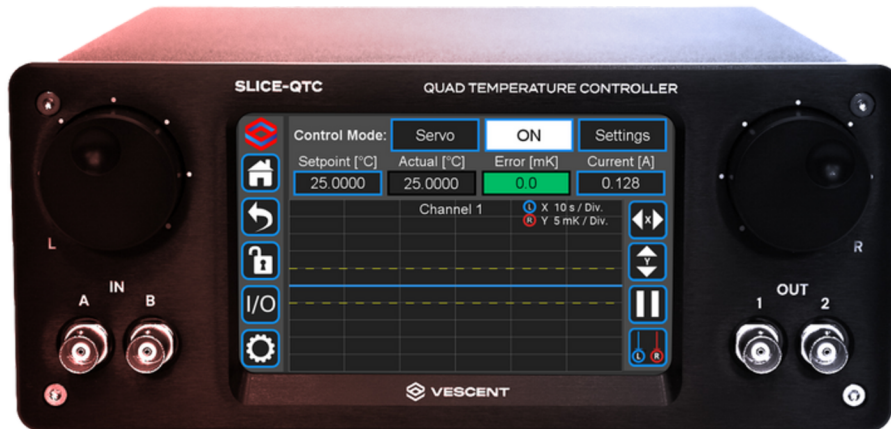 SLICE-QTC QUAD TEMPERATURE CONTROLLER
Control Mode: Servo ON Settings
Setpoint [°C] Actual [°C] Error [mK] Current [A]
25.0000 25.0000 0.0 0.128
Channel 1
L X 10 s / Div.
R Y 5 mK / Div.
X
Y
I/O
L R
L
R
IN
A B
OUT
1 2
VESCENT